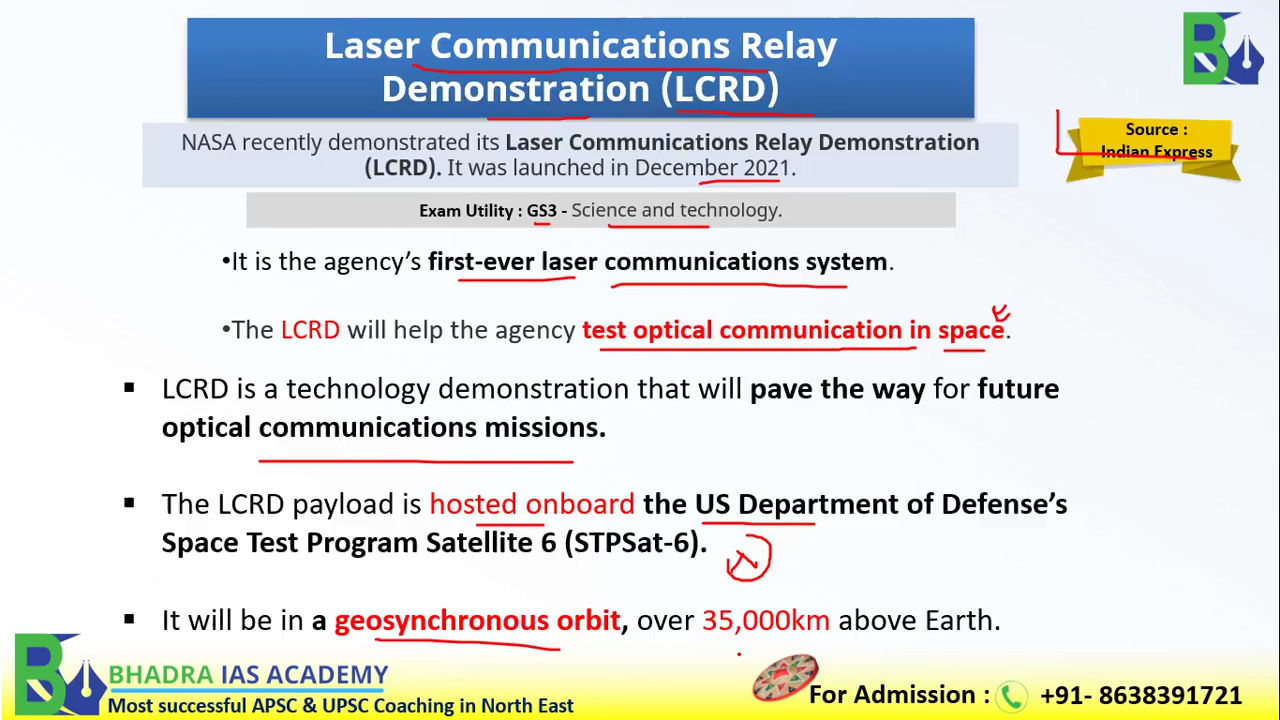 Laser Communications Relay
Demonstration (LCRD)
NASA recently demonstrated its Laser Communications Relay Demonstration
(LCRD). It was launched in December 2021.
Source :
Indian Express
Exam Utility : GS3 - Science and technology.
•It is the agency’s first-ever laser communications system.
•The LCRD will help the agency test optical communication in space.
▪ LCRD is a technology demonstration that will pave the way for future
optical communications missions.
▪ The LCRD payload is hosted onboard the US Department of Defense’s
Space Test Program Satellite 6 (STPSat-6).
▪ It will be in a geosynchronous orbit, over 35,000km above Earth.
BHADRA IAS ACADEMY
Most successful APSC & UPSC Coaching in North East
For Admission : +91- 8638391721